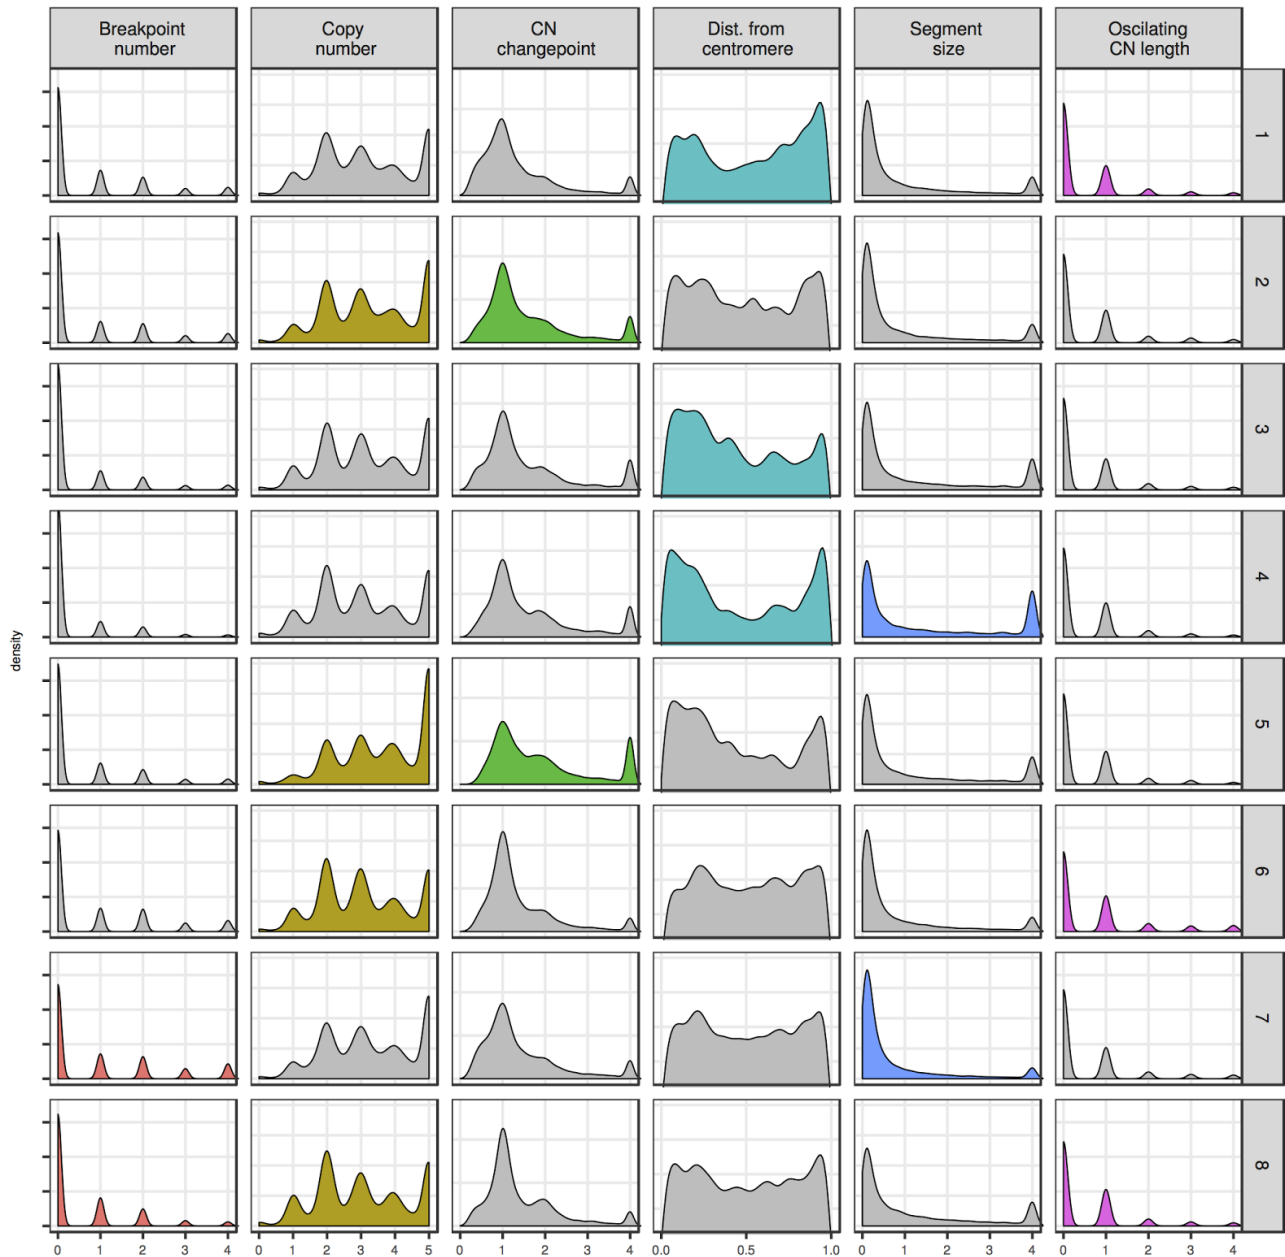 Breakpoint number
Copy number
CN changepoint
Dist. from centromere
Segment size
Oscilating CN length
1
2
3
4
5
6
7
8
density
0 1 2 3 4
0 1 2 3 4 5
0 1 2 3 4
0.0 0.5 1.0
0 1 2 3 4
0 1 2 3 4